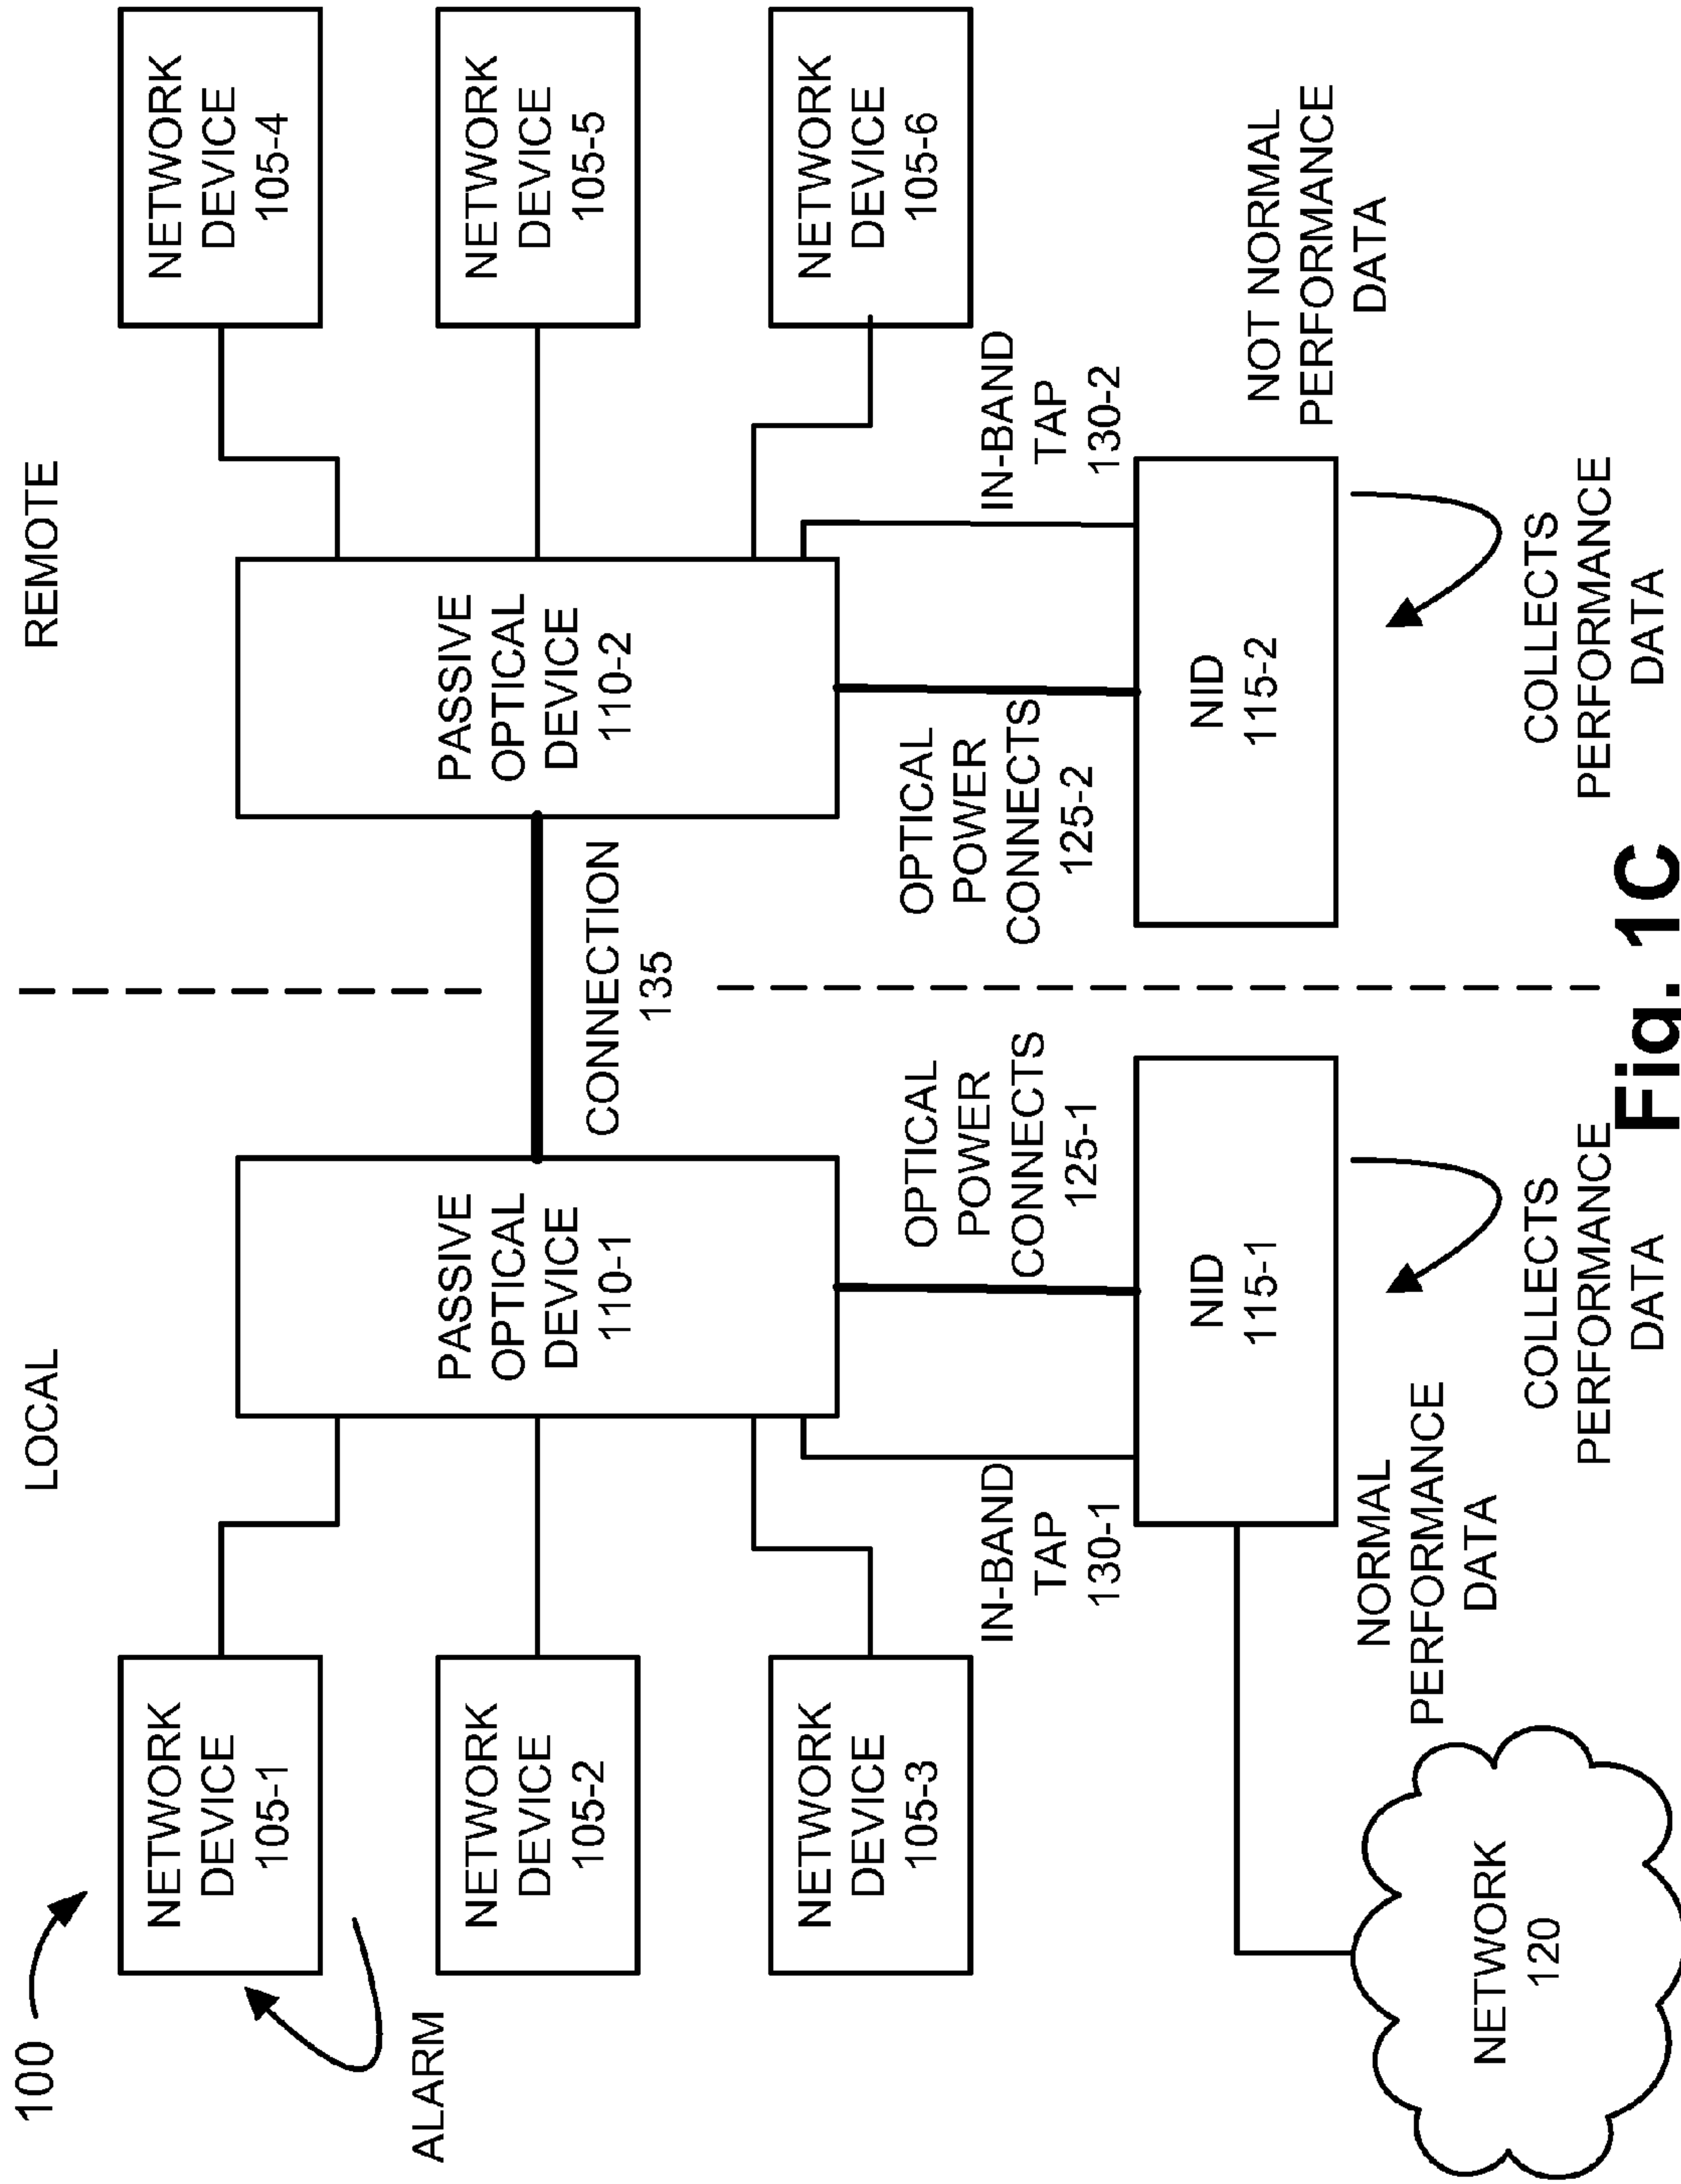 100
LOCAL
REMOTE
NETWORK
DEVICE
105-1
ALARM
NETWORK
DEVICE
105-2
NETWORK
DEVICE
105-3
PASSIVE
OPTICAL
DEVICE
110-1
CONNECTION
135
PASSIVE
OPTICAL
DEVICE
110-2
NETWORK
DEVICE
105-4
NETWORK
DEVICE
105-5
NETWORK
DEVICE
105-6
IN-BAND
TAP
130-1
OPTICAL
POWER
CONNECTS
125-1
OPTICAL
POWER
CONNECTS
125-2
IN-BAND
TAP
130-2
NID
115-1
NID
115-2
NETWORK
120
NORMAL
PERFORMANCE
DATA
COLLECTS
PERFORMANCE
DATA
COLLECTS
PERFORMANCE
DATA
NOT NORMAL
PERFORMANCE
DATA
Fig. 1C